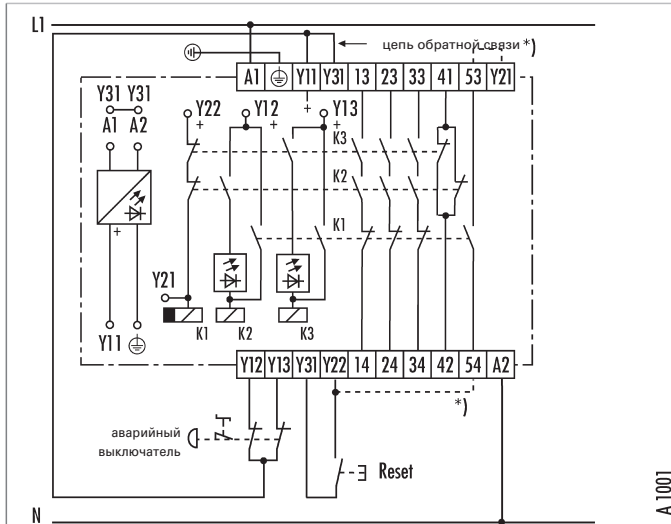 L1
цепь обратной связи *)
A1 Y11 Y31 13 23 33 41 53 Y21
Y31 Y31
A1 A2
Y22 Y12 Y13
+ + + +
K3
K2
K1
+
Y21
K1 K2 K3
Y11
Y12 Y13 Y31 Y22 14 24 34 42 54 A2
*)
аварийный
выключатель
Reset
N
A 1001